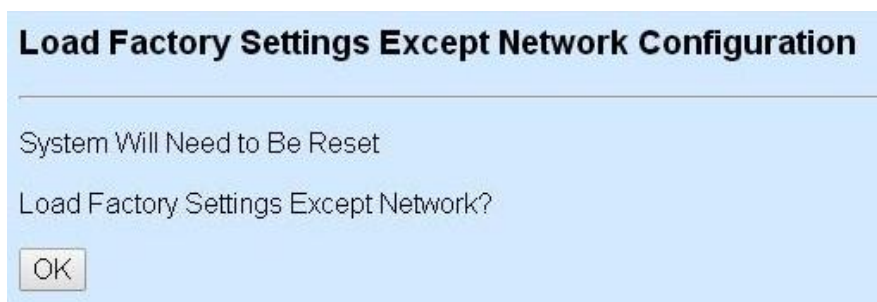 Load Factory Settings Except Network Configuration
System Will Need to Be Reset
Load Factory Settings Except Network?
OK